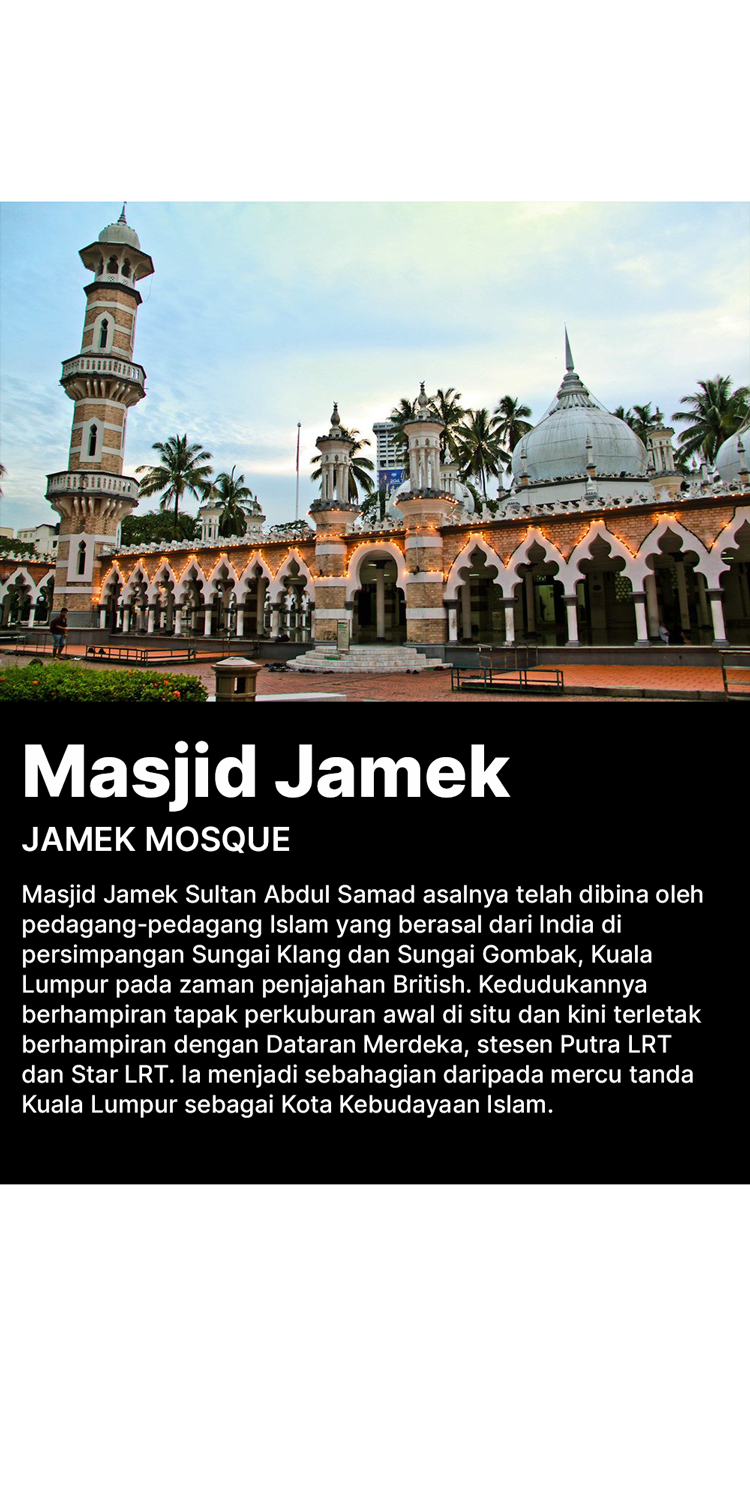 Masjid Jamek
JAMEK MOSQUE
Masjid Jamek Sultan Abdul Samad asalnya telah dibina oleh
pedagang-pedagang Islam yang berasal dari India di
persimpangan Sungai Klang dan Sungai Gombak, Kuala
Lumpur pada zaman penjajahan British. Kedudukannya
berhampiran tapak perkuburan awal di situ dan kini terletak
berhampiran dengan Dataran Merdeka, stesen Putra LRT
dan Star LRT. Ia menjadi sebahagian daripada mercu tanda
Kuala Lumpur sebagai Kota Kebudayaan Islam.